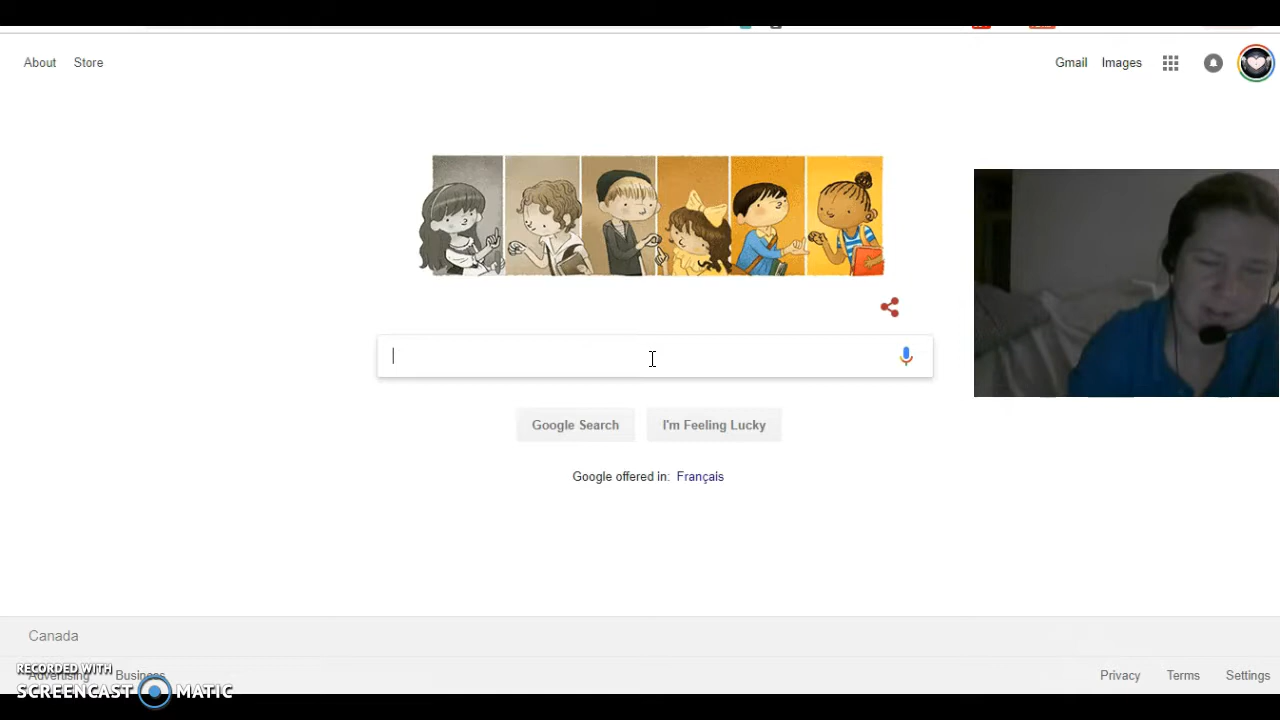 About Store
Gmail Images
Google Search I'm Feeling Lucky
Google offered in: Français
Canada
RECORDED WITH
Advertising Business
Privacy Terms Settings
SCREENCAST MATIC